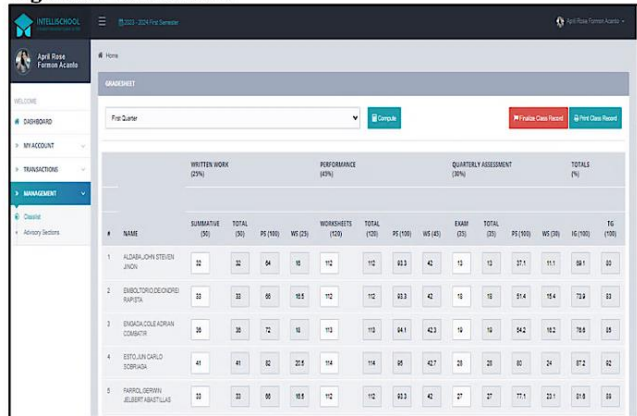 INTELLISCHOOL
2023 - 2024 First Semester
April Rose Formon Acanto
April Rose
Formon Acanto
Home
GRADESHEET
WELCOME
DASHBOARD
MY ACCOUNT
TRANSACTIONS
MANAGEMENT
Classlist
Advisory Sections
First Quarter
Compute
Finalize Class Record
Print Class Record
WRITTEN WORK (25%) PERFORMANCE (45%) QUARTERLY ASSESSMENT (30%) TOTALS (%)
# NAME SUMMATIVE (50) TOTAL (50) PS (100) WS (25) WORKSHEETS (120) TOTAL (120) PS (100) WS (45) EXAM (35) TOTAL (35) PS (100) WS (30) IG (100) TG (100)
1 ALDABA, JOHN STEVEN JINON 32 32 64 16 112 112 93.3 42 13 13 37.1 11.1 69.1 80
2 RAPISTA 33 33 66 16.5 112 112 93.3 42 18 18 51.4 15.4 73.9 83
3 ENGADA, COLE ADRIAN COMBATIR 36 36 72 18 113 113 94.1 42.3 19 19 54.2 16.2 76.6 85
4 ESTO, JUN CARLO SOBRIAGA 41 41 82 20.5 114 114 95 42.7 28 28 80 24 87.2 92
5 FARROL, GERWIN JELBERT ABASTILLAS 33 33 66 16.5 112 112 93.3 42 27 27 77.1 23.1 81.6 89